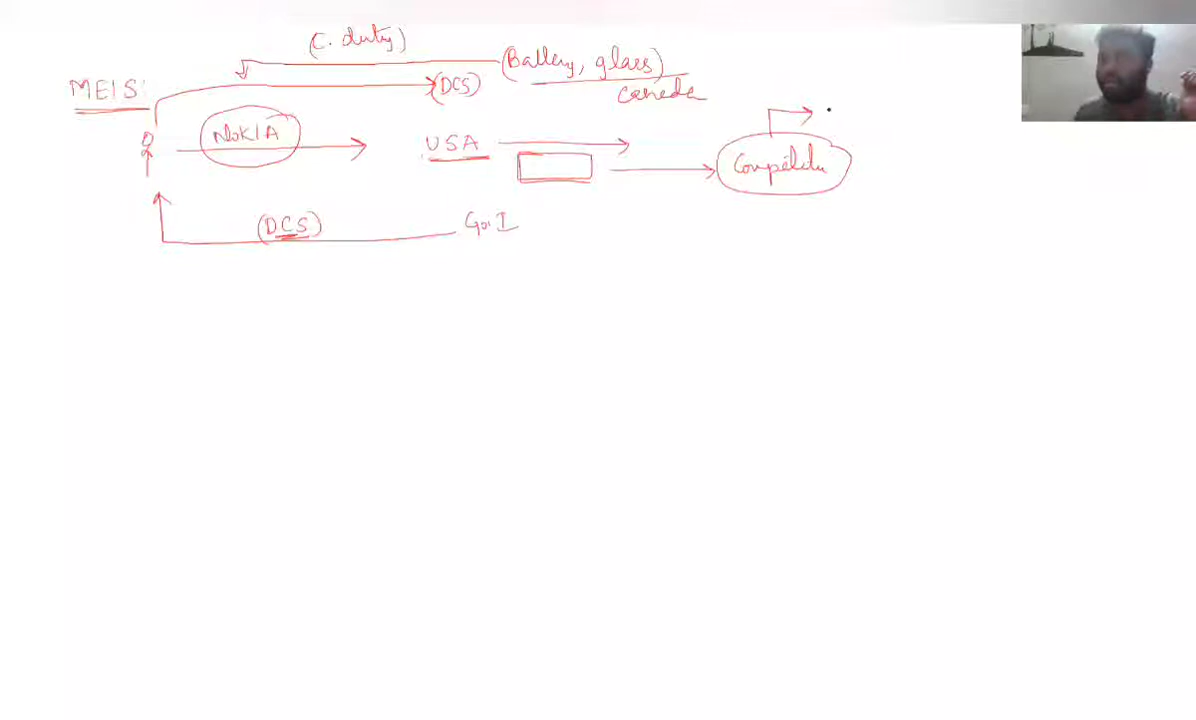 (C. duty)
(Battery, glass)
MEIS
(DCS)
Canada
NOKIA
USA
Competitor
(DCS)
GoI